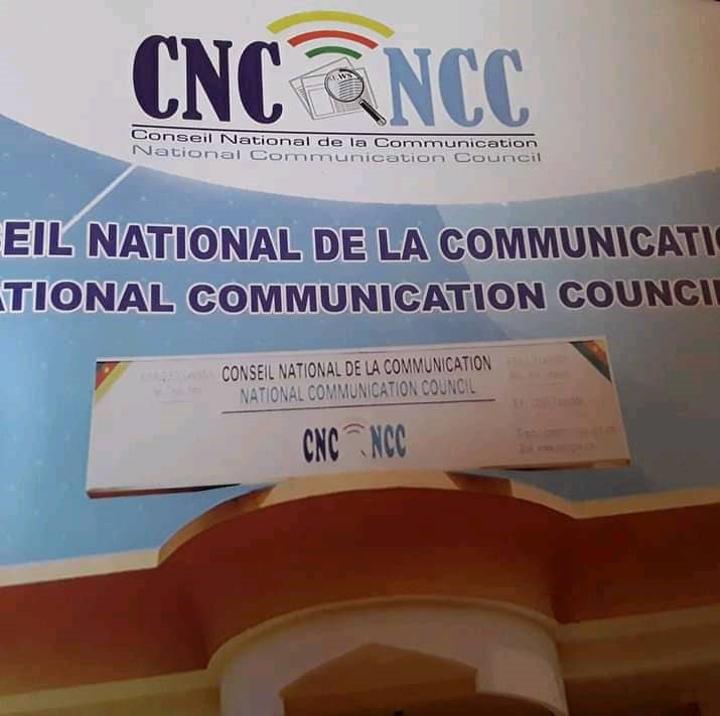 CNC NCC
NEWS
Conseil National de la Communication
National Communication Council
EIL NATIONAL DE LA COMMUNICATI
TIONAL COMMUNICATION COUNCI
CONSEIL NATIONAL DE LA COMMUNICATION
NATIONAL COMMUNICATION COUNCIL
CNC NCC